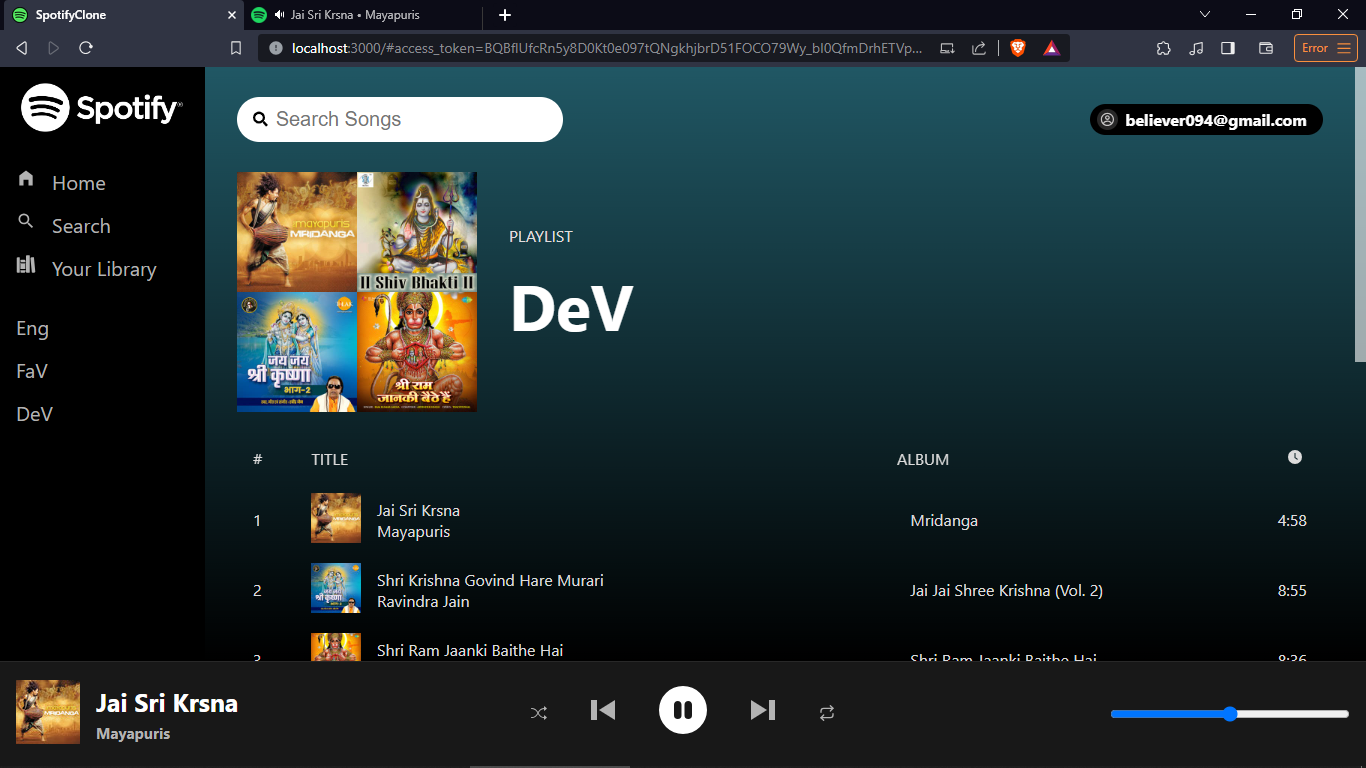 SpotifyClone
Jai Sri Krsna • Mayapuris
localhost:3000/#access_token=BQBflUfcRn5y8D0Kt0e097tQNgkhjbrD51FOCO79Wy_bI0QfmDrhETVp...
Error
Spotify
Search Songs
believer094@gmail.com
Home
Search
Your Library
Eng
FaV
DeV
mayapuris
MRIDANGA
II Shiv Bhakti II
जय जय
श्री कृष्णा
भाग-2
श्री राम
जानकी बैठे हैं
PLAYLIST
DeV
# TITLE ALBUM
1 Jai Sri Krsna Mridanga 4:58
Mayapuris
2 Shri Krishna Govind Hare Murari Jai Jai Shree Krishna (Vol. 2) 8:55
Ravindra Jain
3 Shri Ram Jaanki Baithe Hai Shri Ram Jaanki Baithe Hai 8:36
Jai Sri Krsna
Mayapuris